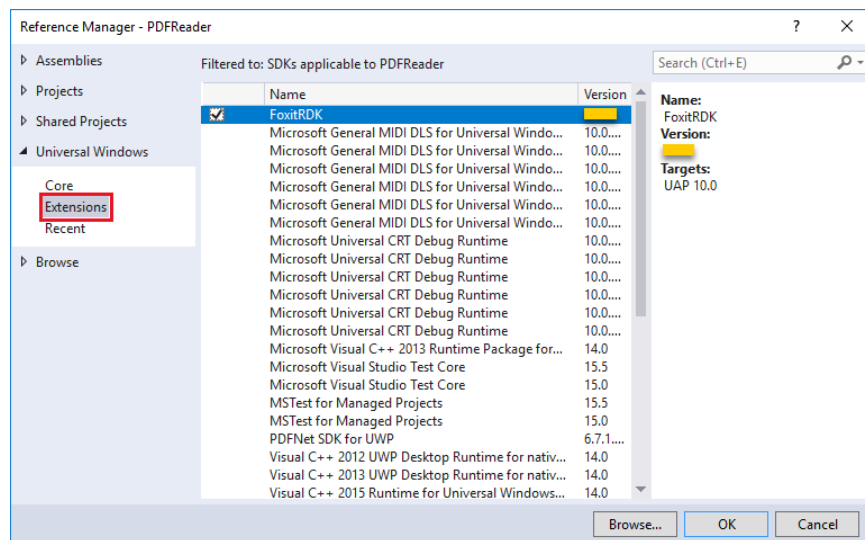 Reference Manager - PDFReader
Assemblies
Projects
Shared Projects
Universal Windows
Core
Extensions
Recent
Browse
Filtered to: SDKs applicable to PDFReader
Name Version
FoxitRDK
Microsoft General MIDI DLS for Universal Windo... 10.0....
Microsoft General MIDI DLS for Universal Windo... 10.0....
Microsoft General MIDI DLS for Universal Windo... 10.0....
Microsoft General MIDI DLS for Universal Windo... 10.0....
Microsoft General MIDI DLS for Universal Windo... 10.0....
Microsoft General MIDI DLS for Universal Windo... 10.0....
Microsoft Universal CRT Debug Runtime 10.0....
Microsoft Universal CRT Debug Runtime 10.0....
Microsoft Universal CRT Debug Runtime 10.0....
Microsoft Universal CRT Debug Runtime 10.0....
Microsoft Universal CRT Debug Runtime 10.0....
Microsoft Universal CRT Debug Runtime 10.0....
Microsoft Visual C++ 2013 Runtime Package for... 14.0
Microsoft Visual Studio Test Core 15.5
Microsoft Visual Studio Test Core 15.0
MSTest for Managed Projects 15.5
MSTest for Managed Projects 15.0
PDFNet SDK for UWP 6.7.1....
Visual C++ 2012 UWP Desktop Runtime for nativ... 14.0
Visual C++ 2013 UWP Desktop Runtime for nativ... 14.0
Visual C++ 2015 Runtime for Universal Windows... 14.0
Search (Ctrl+E)
Name:
FoxitRDK
Version:
Targets:
UAP 10.0
Browse... OK Cancel